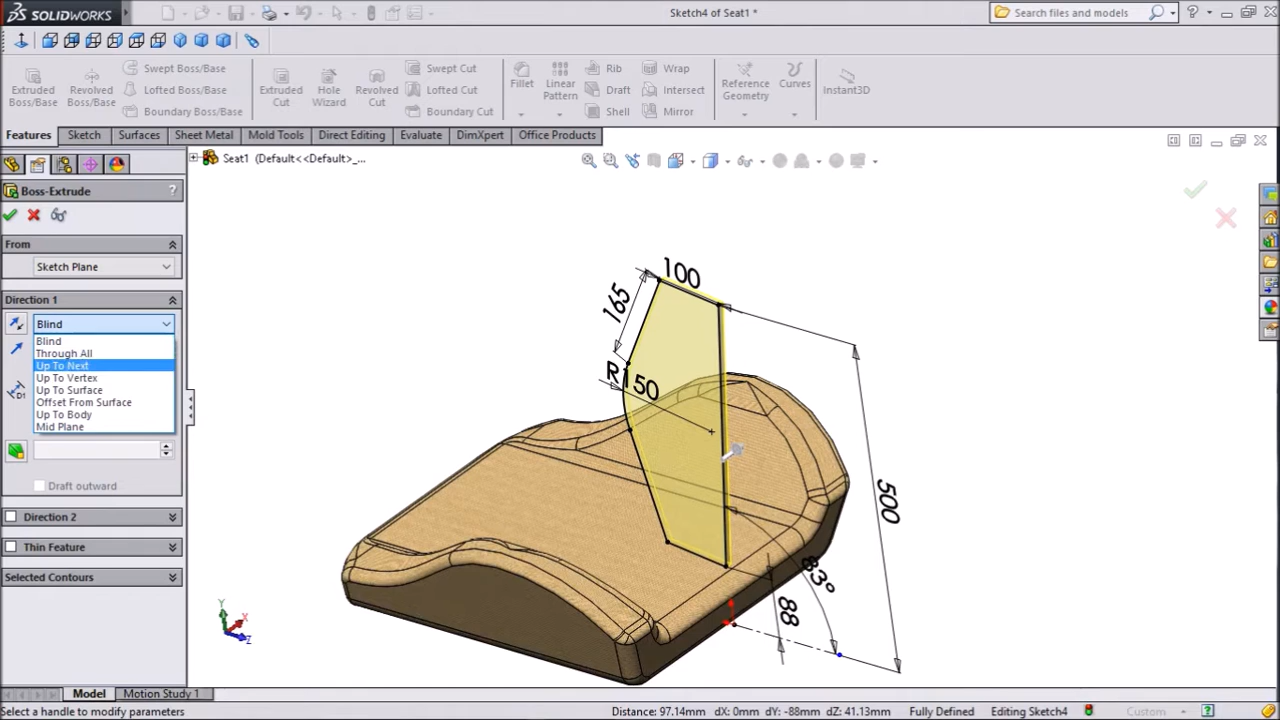 SOLIDWORKS
Sketch4 of Seat1 *
Search files and models
Extruded Boss/Base
Revolved Boss/Base
Swept Boss/Base
Lofted Boss/Base
Boundary Boss/Base
Extruded Cut
Hole Wizard
Revolved Cut
Swept Cut
Lofted Cut
Boundary Cut
Fillet
Linear Pattern
Rib
Draft
Shell
Wrap
Intersect
Mirror
Reference Geometry
Curves
Instant3D
Features
Sketch
Surfaces
Sheet Metal
Mold Tools
Direct Editing
Evaluate
DimXpert
Office Products
Seat1 (Default<<Default>_...
Boss-Extrude
?
From
Sketch Plane
Direction 1
Blind
Blind
Through All
Up To Next
Up To Vertex
Up To Surface
Offset From Surface
Up To Body
Mid Plane
D1
Draft outward
Direction 2
Thin Feature
Selected Contours
100
165
R150
500
83°
88
Y
X
Z
Model
Motion Study 1
Select a handle to modify parameters
Distance: 97.14mm dX: 0mm dY: -88mm dZ: 41.13mm
Fully Defined
Editing Sketch4
Custom
?